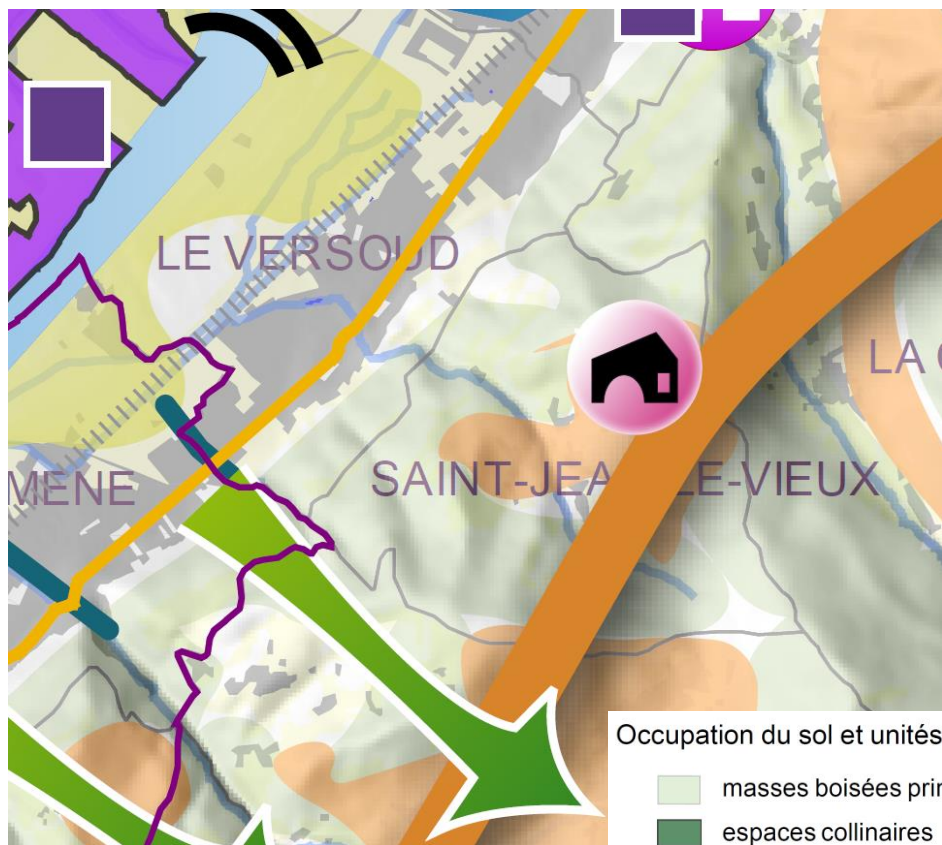 LE VERSOUD
LA
MENE
SAINT-JEA LE-VIEUX
Occupation du sol et unités
masses boisées prin
espaces collinaires